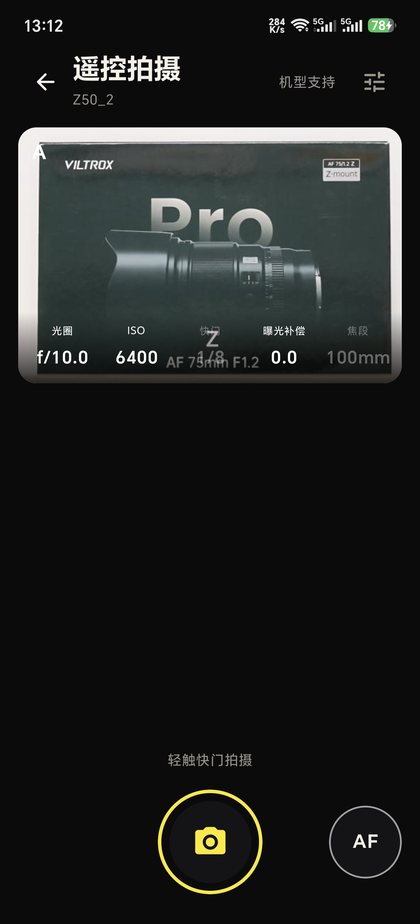 13:12
284
K/s
5G
5G
78
遥控拍摄
Z50_2
机型支持
A
VILTROX
AF 75/1.2 Z
Z-mount
Pro
光圈
ISO
快门
曝光补偿
焦段
f/10.0
6400
1/8
0.0
100mm
Z
AF 75mm F1.2
轻触快门拍摄
AF